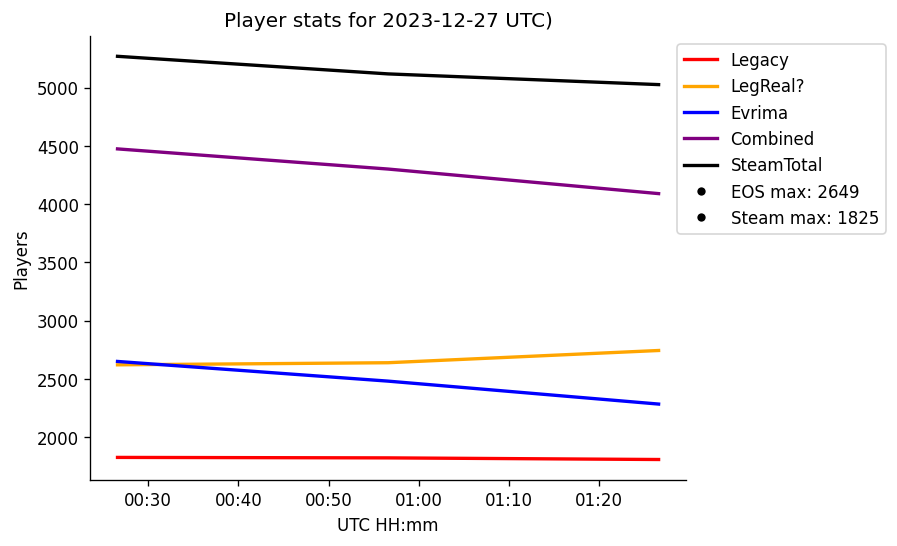 Player stats for 2023-12-27 UTC)
Legacy
LegReal?
Evrima
Combined
SteamTotal
EOS max: 2649
Steam max: 1825
Players
5000
4500
4000
3500
3000
2500
2000
00:30 00:40 00:50 01:00 01:10 01:20
UTC HH:mm